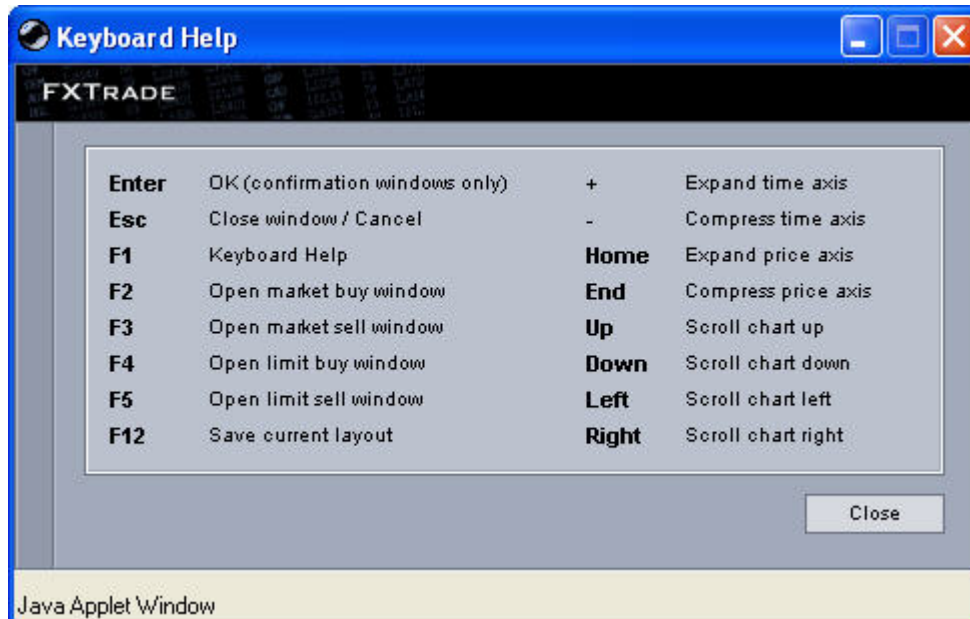 Keyboard Help
FXTRADE
Enter OK (confirmation windows only) + Expand time axis
Esc Close window / Cancel - Compress time axis
F1 Keyboard Help Home Expand price axis
F2 Open market buy window End Compress price axis
F3 Open market sell window Up Scroll chart up
F4 Open limit buy window Down Scroll chart down
F5 Open limit sell window Left Scroll chart left
F12 Save current layout Right Scroll chart right
Close
Java Applet Window